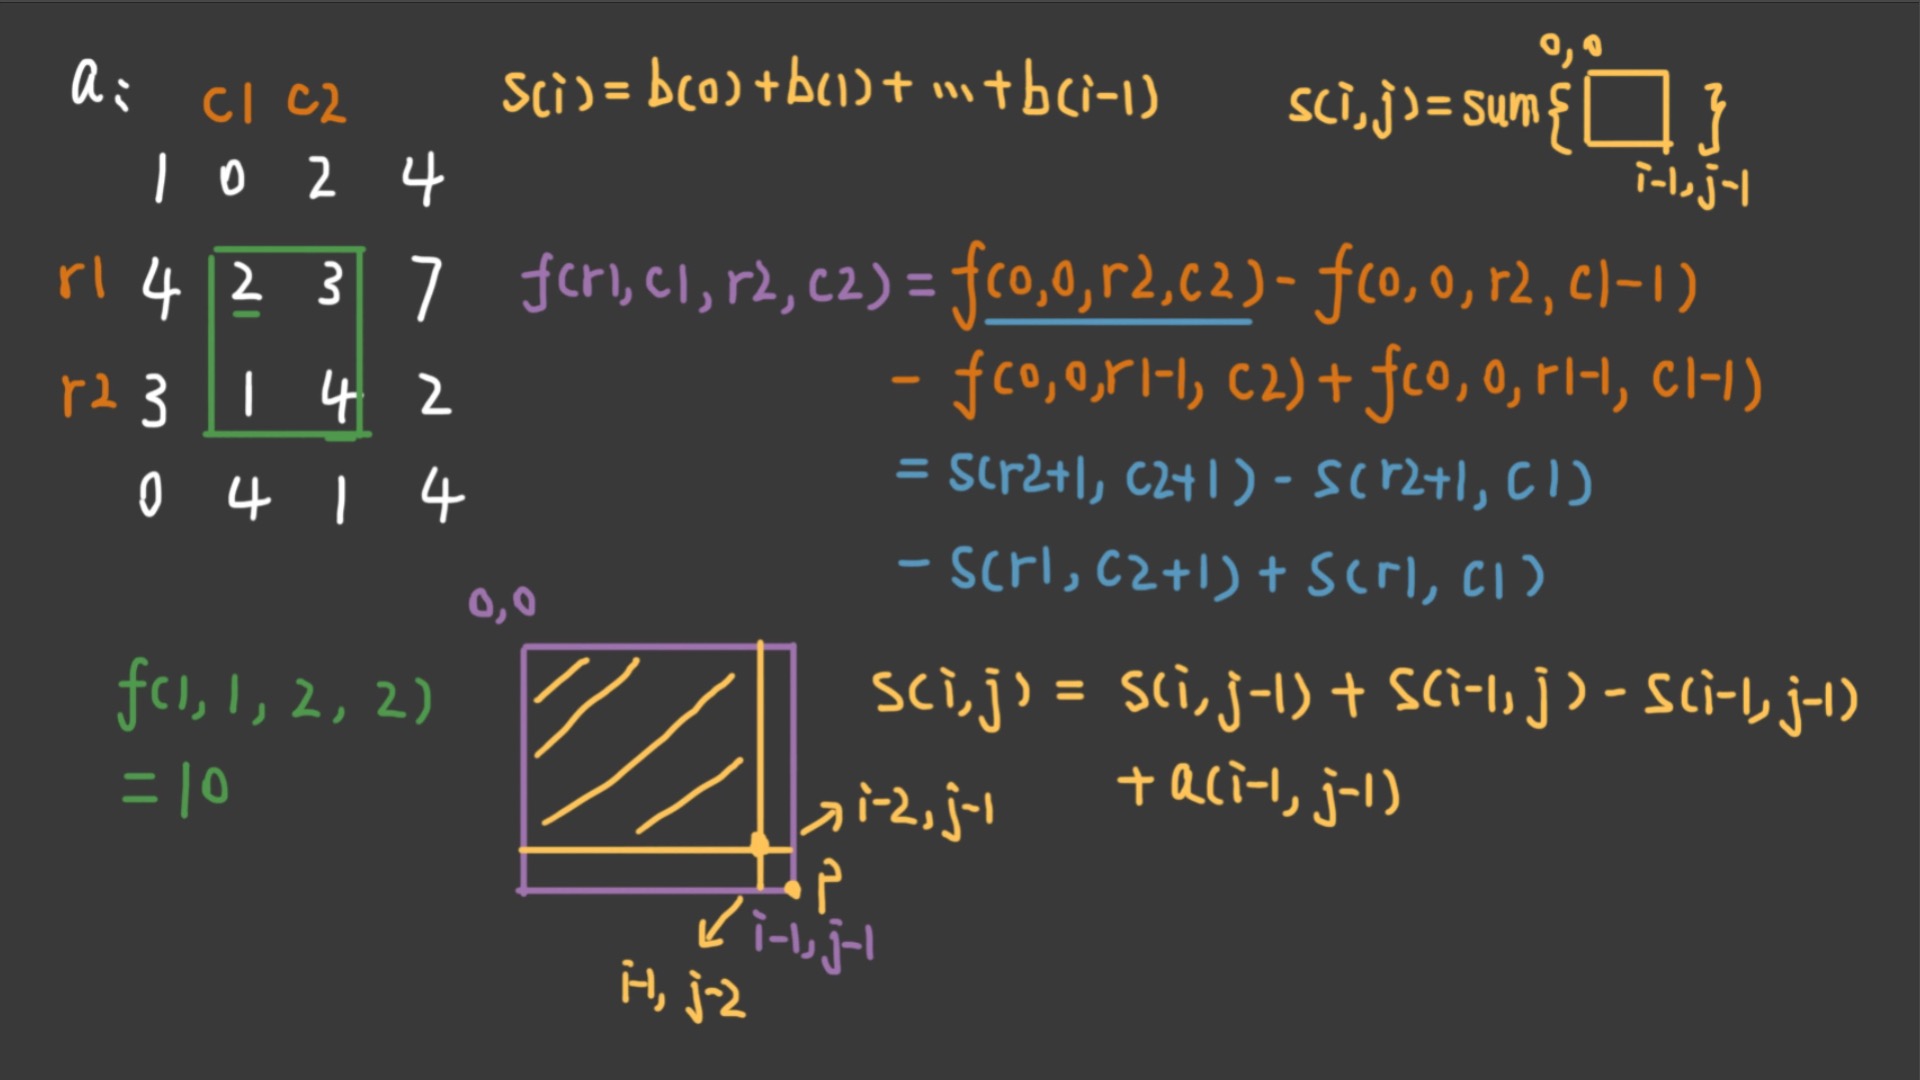 a:
c1 c2
1 0 2 4
r1 4 2 3 7
r2 3 1 4 2
0 4 1 4
s(i) = b(0) + b(1) + ... + b(i-1)
0,0
s(i,j) = sum{ }
i-1, j-1
f(r1, c1, r2, c2) = f(0,0,r2,c2) - f(0,0,r2,c1-1)
- f(0,0,r1-1, c2) + f(0,0,r1-1, c1-1)
= s(r2+1, c2+1) - s(r2+1, c1)
- s(r1, c2+1) + s(r1, c1)
f(1,1,2,2)
=10
0,0
s(i,j) = s(i,j-1) + s(i-1,j) - s(i-1,j-1)
+ a(i-1, j-1)
i-2, j-1
P
i-1, j-1
i-1, j-2